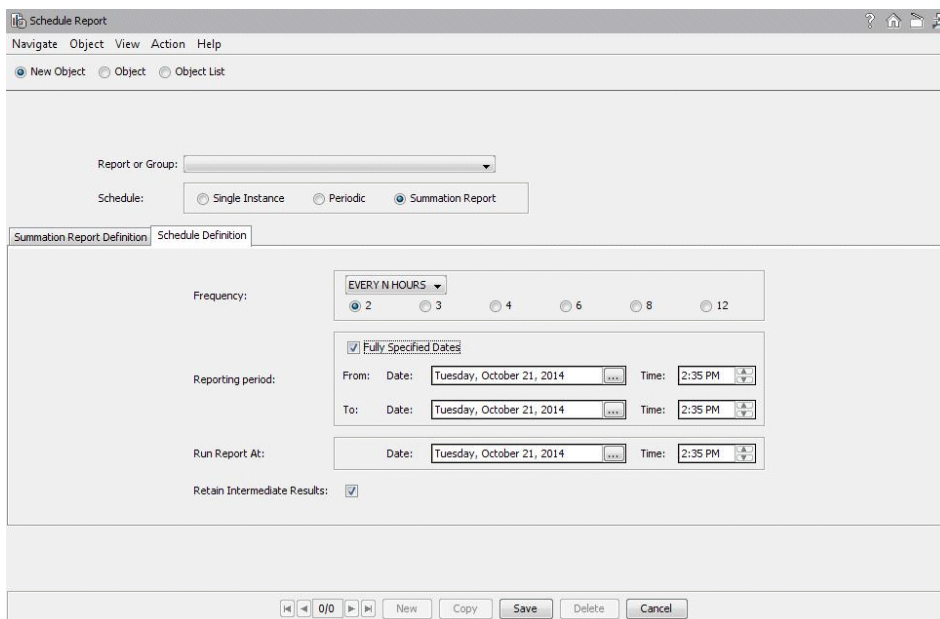 Schedule Report
Navigate Object View Action Help
New Object Object Object List
Report or Group:
Schedule: Single Instance Periodic Summation Report
Summation Report Definition Schedule Definition
Frequency: EVERY N HOURS
2 3 4 6 8 12
Fully Specified Dates
Reporting period: From: Date: Tuesday, October 21, 2014 ... Time: 2:35 PM
To: Date: Tuesday, October 21, 2014 ... Time: 2:35 PM
Run Report At: Date: Tuesday, October 21, 2014 ... Time: 2:35 PM
Retain Intermediate Results:
0/0 New Copy Save Delete Cancel